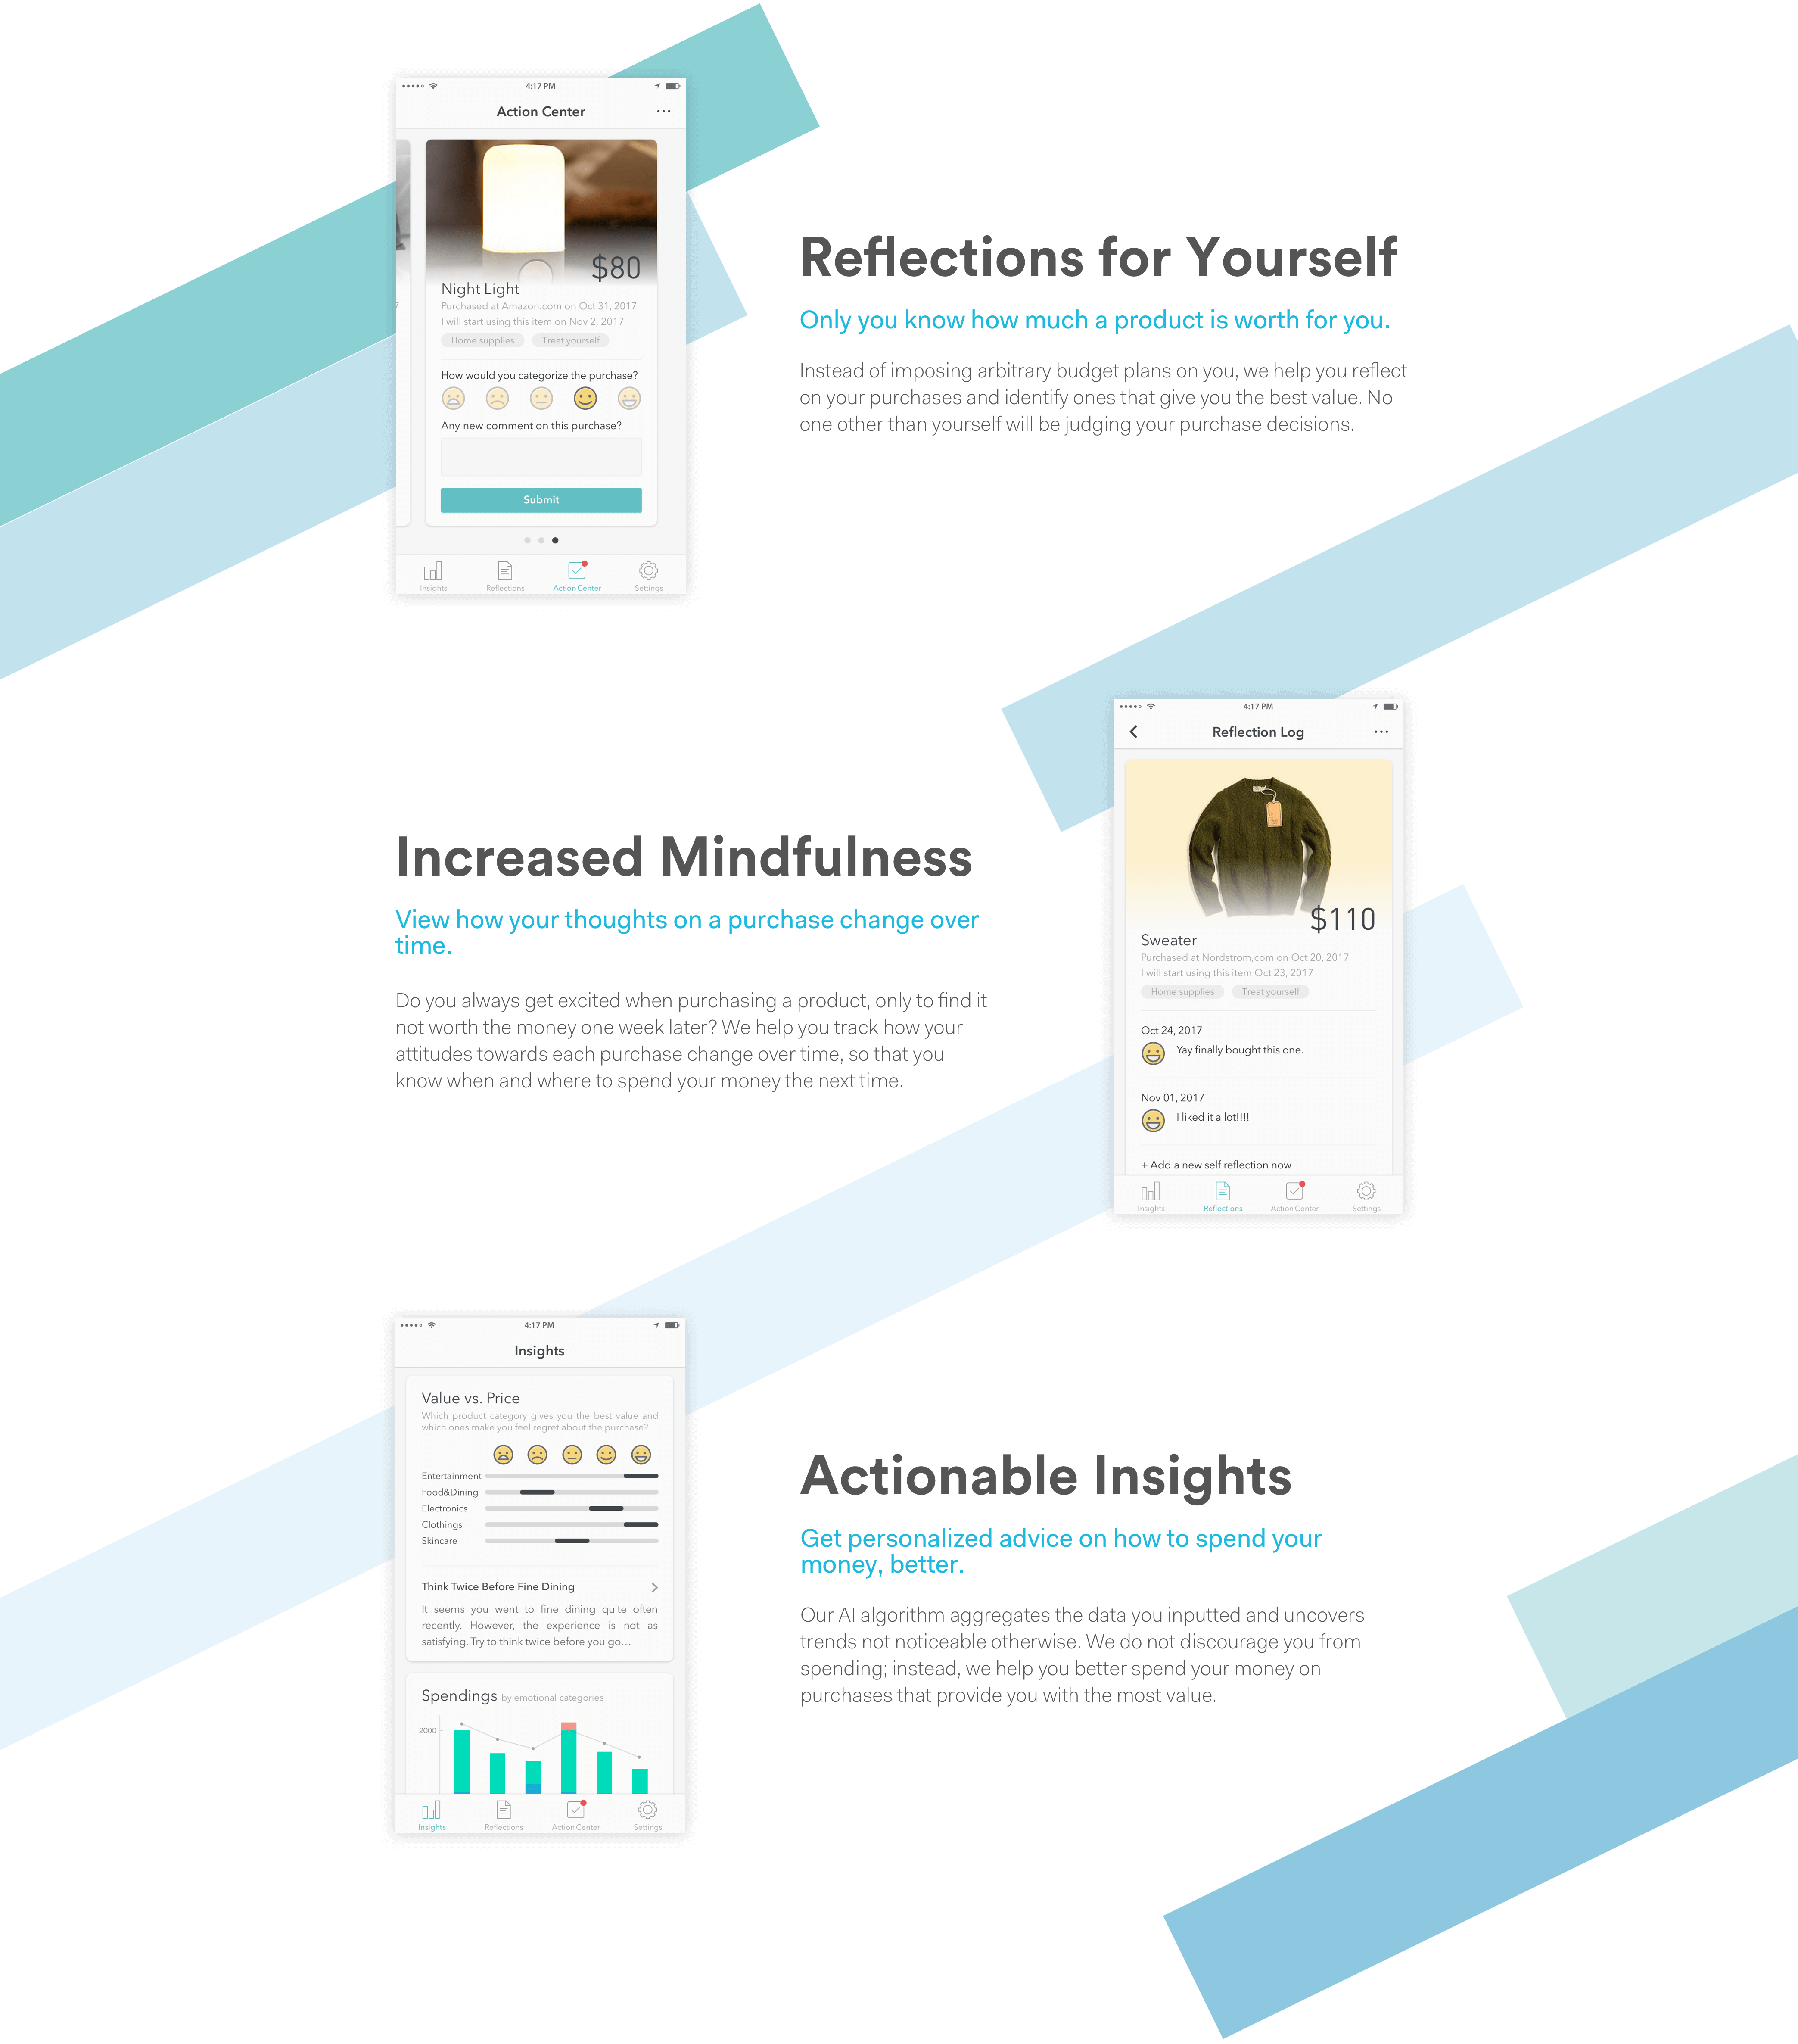 4:17 PM
Action Center
$80
Night Light
Purchased at Amazon.com on Oct 31, 2017
I will start using this item on Nov 2, 2017
Home supplies
Treat yourself
How would you categorize the purchase?
Any new comment on this purchase?
Submit
Insights
Reflections
Action Center
Settings
Reflections for Yourself
Only you know how much a product is worth for you.
Instead of imposing arbitrary budget plans on you, we help you reflect
on your purchases and identify ones that give you the best value. No
one other than yourself will be judging your purchase decisions.
Increased Mindfulness
View how your thoughts on a purchase change over
time.
Do you always get excited when purchasing a product, only to find it
not worth the money one week later? We help you track how your
attitudes towards each purchase change over time, so that you
know when and where to spend your money the next time.
4:17 PM
Reflection Log
$110
Sweater
Purchased at Nordstrom,com on Oct 20, 2017
I will start using this item Oct 23, 2017
Home supplies
Treat yourself
Oct 24, 2017
Yay finally bought this one.
Nov 01, 2017
I liked it a lot!!!!
+ Add a new self reflection now
Insights
Reflections
Action Center
Settings
4:17 PM
Insights
Value vs. Price
Which product category gives you the best value and
which ones make you feel regret about the purchase?
Entertainment
Food&Dining
Electronics
Clothings
Skincare
Think Twice Before Fine Dining
It seems you went to fine dining quite often
recently. However, the experience is not as
satisfying. Try to think twice before you go...
Spendings by emotional categories
2000
Insights
Reflections
Action Center
Settings
Actionable Insights
Get personalized advice on how to spend your
money, better.
Our AI algorithm aggregates the data you inputted and uncovers
trends not noticeable otherwise. We do not discourage you from
spending; instead, we help you better spend your money on
purchases that provide you with the most value.